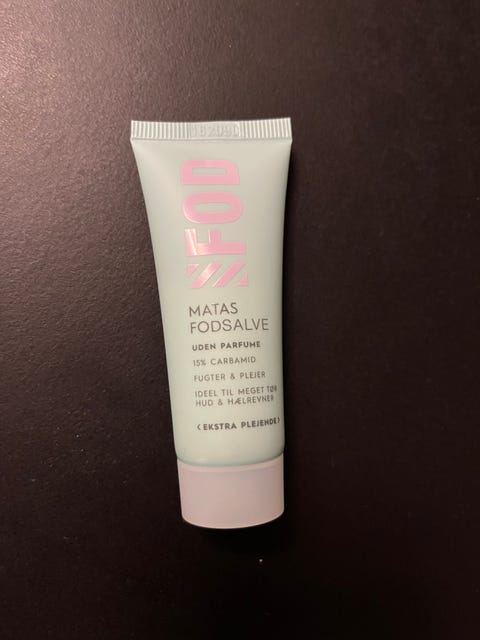 FOD
MATAS
FODSALVE
UDEN PARFUME
15% CARBAMID
FUGTER & PLEJER
IDEEL TIL MEGET TØR
HUD & HÆLREVNER
(EKSTRA PLEJENDE)